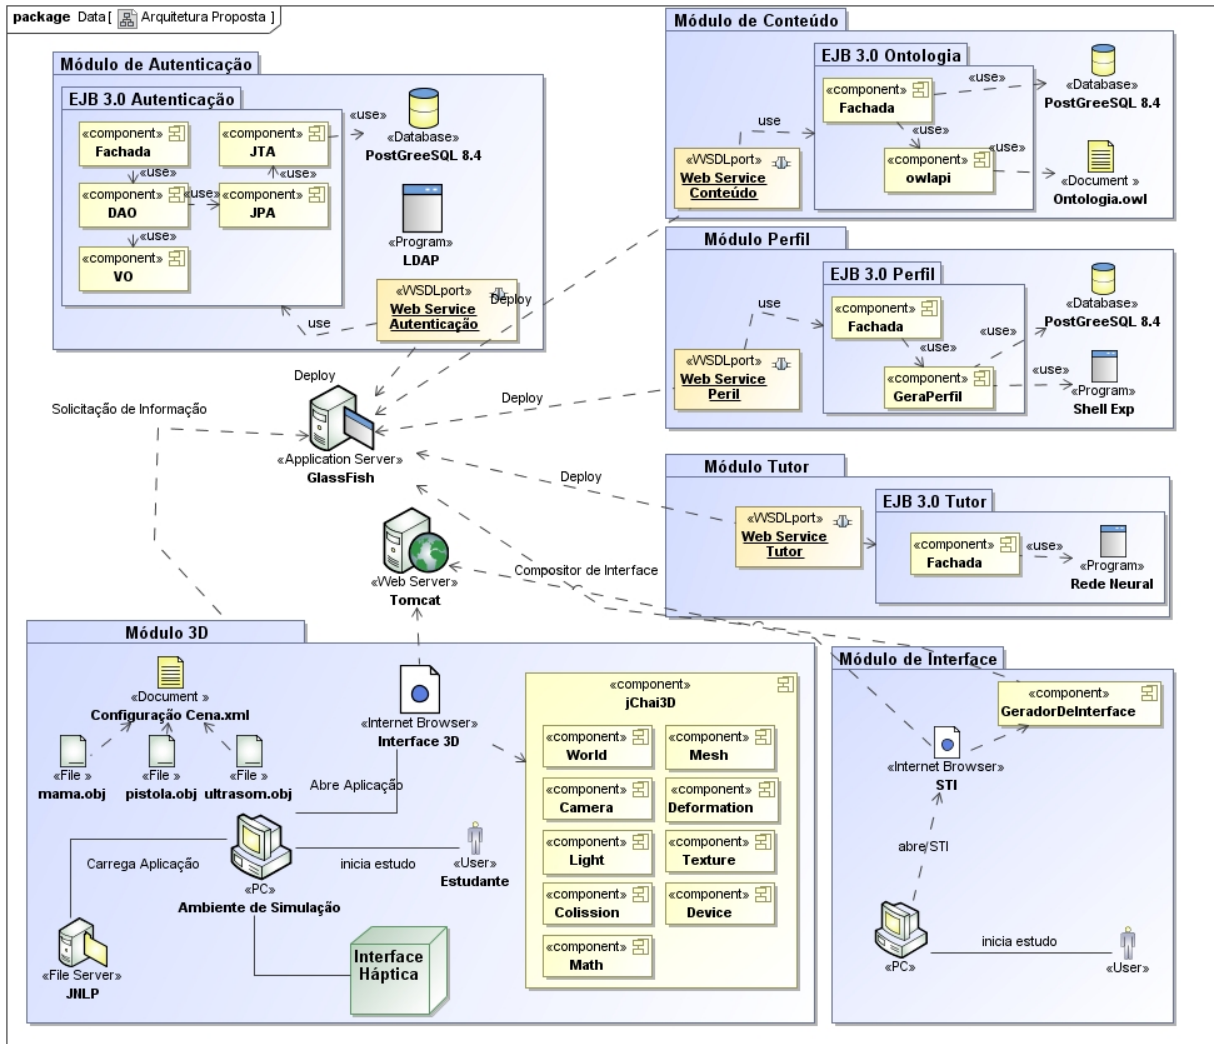 package Data[ Arquitetura Proposta ]
Módulo de Autenticação
EJB 3.0 Autenticação
«component»
Fachada
«use»
«component»
DAO
«use»
«use»
«component»
VO
«component»
JTA
«use»
«component»
JPA
«use»
«Database»
PostGreeSQL 8.4
«Program»
LDAP
«WSDLport»
Web Service
Autenticação
use
Módulo de Conteúdo
EJB 3.0 Ontologia
«component»
Fachada
«use»
«use»
«component»
owlapi
«use»
«Database»
PostGreeSQL 8.4
«Document »
Ontologia.owl
use
«WSDLport»
Web Service
Conteúdo
Deploy
Módulo Perfil
EJB 3.0 Perfil
«component»
Fachada
«use»
«component»
GeraPerfil
«use»
«use»
«Database»
PostGreeSQL 8.4
«Program»
Shell Exp
use
«WSDLport»
Web Service
Peril
Deploy
Deploy
Solicitação de Informação
«Application Server»
GlassFish
Módulo Tutor
Deploy
«WSDLport»
Web Service
Tutor
EJB 3.0 Tutor
«component»
Fachada
«use»
«Program»
Rede Neural
«Web Server»
Tomcat
Compositor de Interface
Módulo 3D
«Document »
Configuração Cena.xml
«File »
mama.obj
«File »
pistola.obj
«File »
ultrasom.obj
«Internet Browser»
Interface 3D
Abre Aplicação
Carrega Aplicação
«PC»
Ambiente de Simulação
inicia estudo
«User»
Estudante
«File Server»
JNLP
Interface
Háptica
«component»
jChai3D
«component»
World
«component»
Mesh
«component»
Camera
«component»
Deformation
«component»
Light
«component»
Texture
«component»
Colission
«component»
Device
«component»
Math
Módulo de Interface
«component»
GeradorDeInterface
«Internet Browser»
STI
abre/STI
«PC»
inicia estudo
«User»